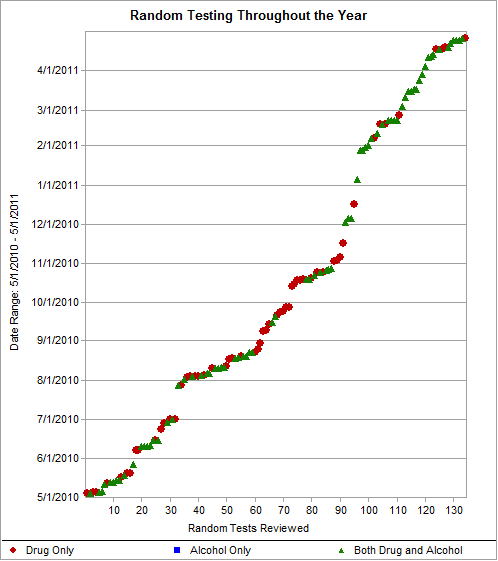 Random Testing Throughout the Year
Date Range: 5/1/2010 - 5/1/2011
4/1/2011
3/1/2011
2/1/2011
1/1/2011
12/1/2010
11/1/2010
10/1/2010
9/1/2010
8/1/2010
7/1/2010
6/1/2010
5/1/2010
10 20 30 40 50 60 70 80 90 100 110 120 130
Random Tests Reviewed
Drug Only Alcohol Only Both Drug and Alcohol